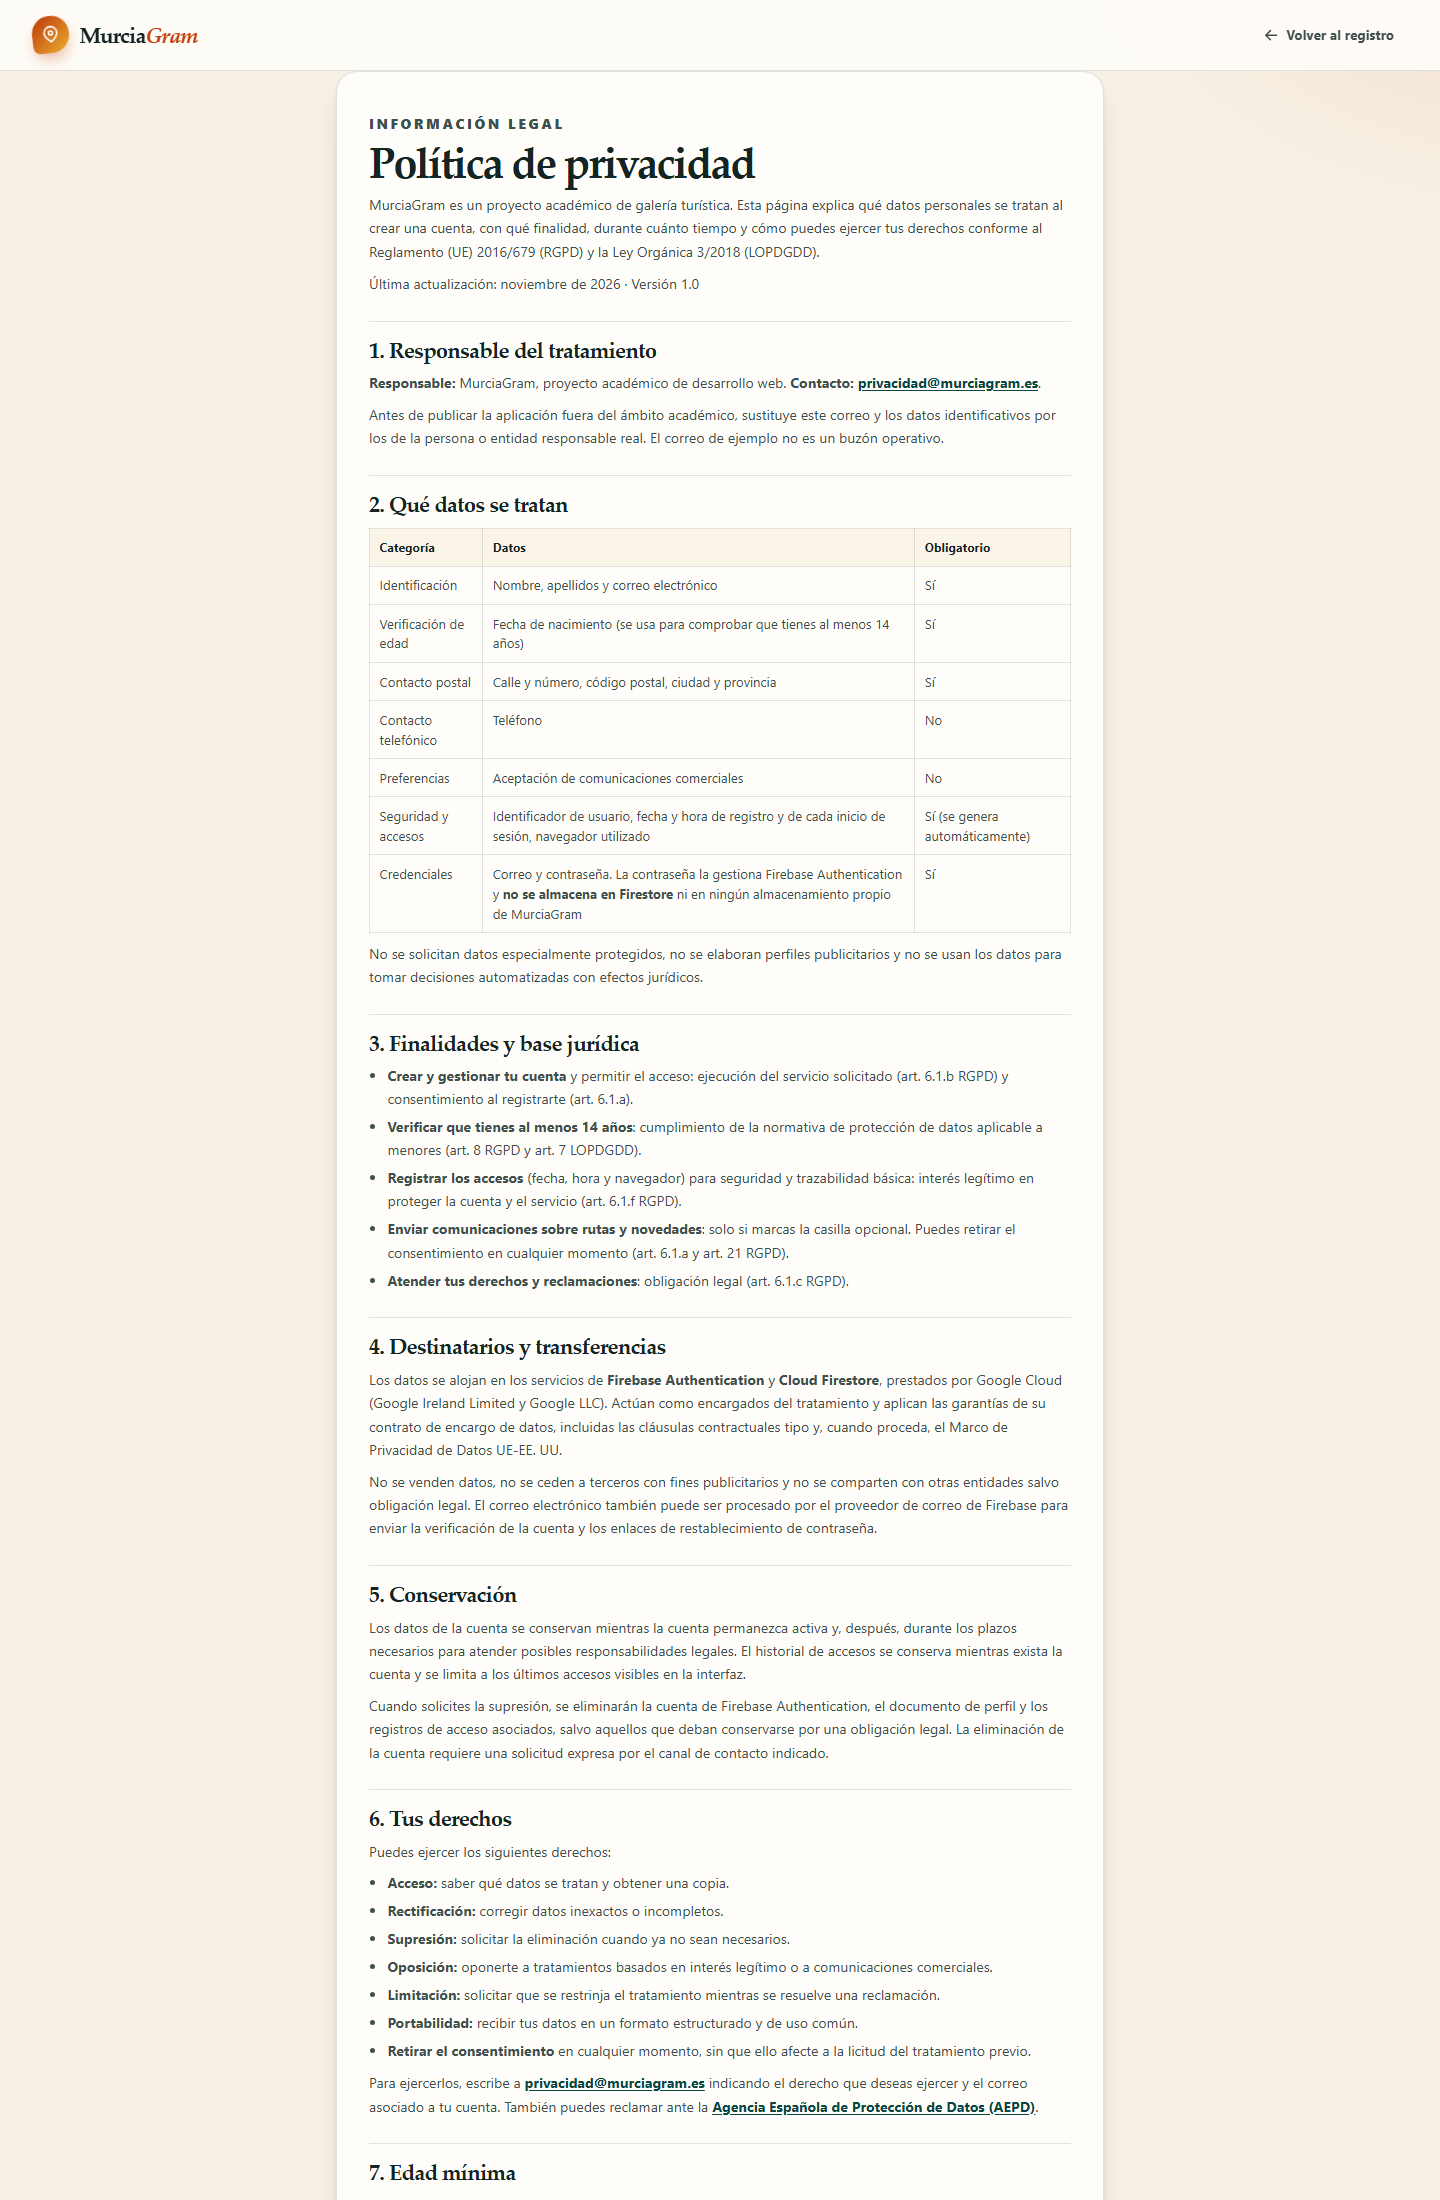 MurciaGram
← Volver al registro
INFORMACIÓN LEGAL
Política de privacidad
MurciaGram es un proyecto académico de galería turística. Esta página explica qué datos personales se tratan al
crear una cuenta, con qué finalidad, durante cuánto tiempo y cómo puedes ejercer tus derechos conforme al
Reglamento (UE) 2016/679 (RGPD) y la Ley Orgánica 3/2018 (LOPDGDD).
Última actualización: noviembre de 2026 · Versión 1.0
1. Responsable del tratamiento
Responsable: MurciaGram, proyecto académico de desarrollo web. Contacto: privacidad@murciagram.es.
Antes de publicar la aplicación fuera del ámbito académico, sustituye este correo y los datos identificativos por
los de la persona o entidad responsable real. El correo de ejemplo no es un buzón operativo.
2. Qué datos se tratan
Categoría Datos Obligatorio
Identificación Nombre, apellidos y correo electrónico Sí
Verificación de Fecha de nacimiento (se usa para comprobar que tienes al menos 14 Sí
edad años)
Contacto postal Calle y número, código postal, ciudad y provincia Sí
Contacto Teléfono No
telefónico
Preferencias Aceptación de comunicaciones comerciales No
Seguridad y Identificador de usuario, fecha y hora de registro y de cada inicio de Sí (se genera
accesos sesión, navegador utilizado automáticamente)
Credenciales Correo y contraseña. La contraseña la gestiona Firebase Authentication Sí
y no se almacena en Firestore ni en ningún almacenamiento propio
de MurciaGram
No se solicitan datos especialmente protegidos, no se elaboran perfiles publicitarios y no se usan los datos para
tomar decisiones automatizadas con efectos jurídicos.
3. Finalidades y base jurídica
• Crear y gestionar tu cuenta y permitir el acceso: ejecución del servicio solicitado (art. 6.1.b RGPD) y
consentimiento al registrarte (art. 6.1.a).
• Verificar que tienes al menos 14 años: cumplimiento de la normativa de protección de datos aplicable a
menores (art. 8 RGPD y art. 7 LOPDGDD).
• Registrar los accesos (fecha, hora y navegador) para seguridad y trazabilidad básica: interés legítimo en
proteger la cuenta y el servicio (art. 6.1.f RGPD).
• Enviar comunicaciones sobre rutas y novedades: solo si marcas la casilla opcional. Puedes retirar el
consentimiento en cualquier momento (art. 6.1.a y art. 21 RGPD).
• Atender tus derechos y reclamaciones: obligación legal (art. 6.1.c RGPD).
4. Destinatarios y transferencias
Los datos se alojan en los servicios de Firebase Authentication y Cloud Firestore, prestados por Google Cloud
(Google Ireland Limited y Google LLC). Actúan como encargados del tratamiento y aplican las garantías de su
contrato de encargo de datos, incluidas las cláusulas contractuales tipo y, cuando proceda, el Marco de
Privacidad de Datos UE-EE. UU.
No se venden datos, no se ceden a terceros con fines publicitarios y no se comparten con otras entidades salvo
obligación legal. El correo electrónico también puede ser procesado por el proveedor de correo de Firebase para
enviar la verificación de la cuenta y los enlaces de restablecimiento de contraseña.
5. Conservación
Los datos de la cuenta se conservan mientras la cuenta permanezca activa y, después, durante los plazos
necesarios para atender posibles responsabilidades legales. El historial de accesos se conserva mientras exista la
cuenta y se limita a los últimos accesos visibles en la interfaz.
Cuando solicites la supresión, se eliminarán la cuenta de Firebase Authentication, el documento de perfil y los
registros de acceso asociados, salvo aquellos que deban conservarse por una obligación legal. La eliminación de
la cuenta requiere una solicitud expresa por el canal de contacto indicado.
6. Tus derechos
Puedes ejercer los siguientes derechos:
• Acceso: saber qué datos se tratan y obtener una copia.
• Rectificación: corregir datos inexactos o incompletos.
• Supresión: solicitar la eliminación cuando ya no sean necesarios.
• Oposición: oponerte a tratamientos basados en interés legítimo o a comunicaciones comerciales.
• Limitación: solicitar que se restrinja el tratamiento mientras se resuelve una reclamación.
• Portabilidad: recibir tus datos en un formato estructurado y de uso común.
• Retirar el consentimiento en cualquier momento, sin que ello afecte a la licitud del tratamiento previo.
Para ejercerlos, escribe a privacidad@murciagram.es indicando el derecho que deseas ejercer y el correo
asociado a tu cuenta. También puedes reclamar ante la Agencia Española de Protección de Datos (AEPD).
7. Edad mínima